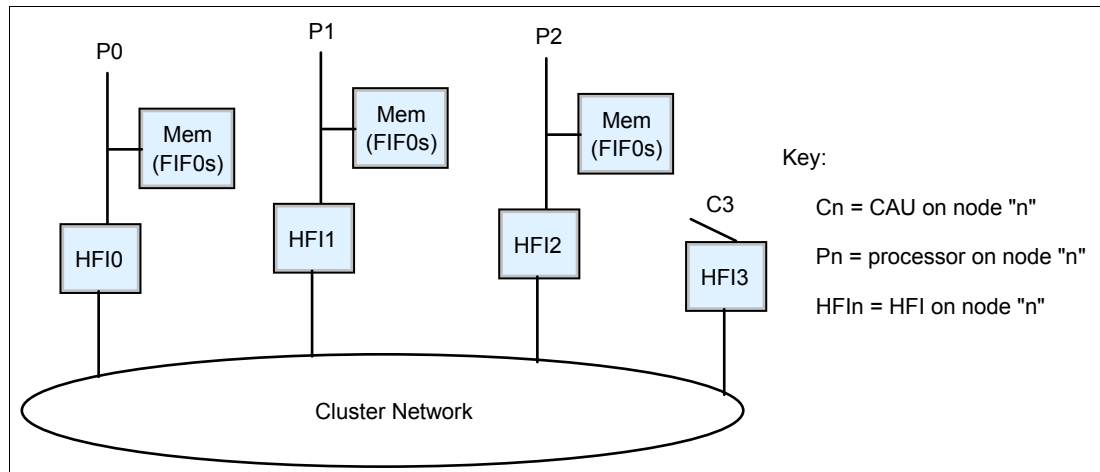 P0
P1
P2
Mem
(FIF0s)
Mem
(FIF0s)
Mem
(FIF0s)
Key:
C3
Cn = CAU on node "n"
HFI0
HFI1
HFI2
HFI3
Pn = processor on node "n"
HFIn = HFI on node "n"
Cluster Network